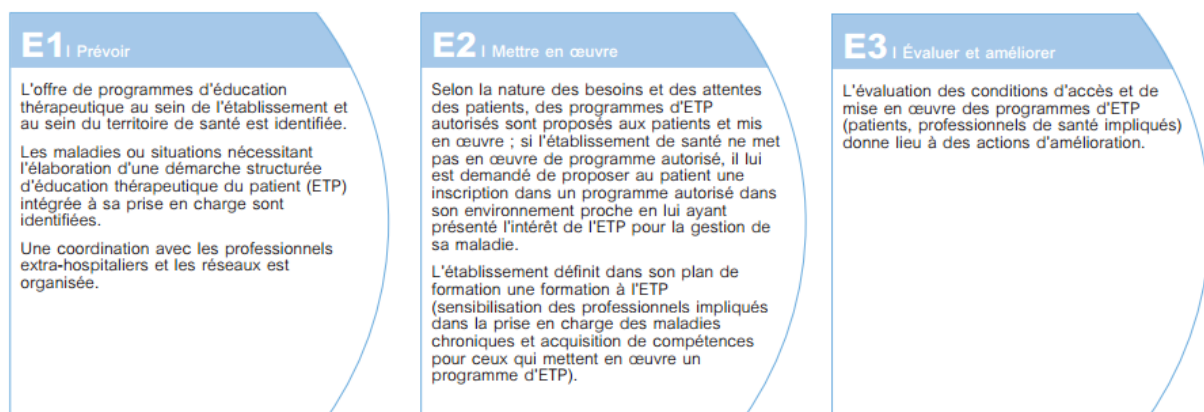 E1 | Prévoir
L'offre de programmes d'éducation
thérapeutique au sein de l'établissement et
au sein du territoire de santé est identifiée.
Les maladies ou situations nécessitant
l'élaboration d'une démarche structurée
d'éducation thérapeutique du patient (ETP)
intégrée à sa prise en charge sont
identifiées.
Une coordination avec les professionnels
extra-hospitaliers et les réseaux est
organisée.
E2 | Mettre en œuvre
Selon la nature des besoins et des attentes
des patients, des programmes d'ETP
autorisés sont proposés aux patients et mis
en œuvre ; si l'établissement de santé ne met
pas en œuvre de programme autorisé, il lui
est demandé de proposer au patient une
inscription dans un programme autorisé dans
son environnement proche en lui ayant
présenté l'intérêt de l'ETP pour la gestion de
sa maladie.
L'établissement définit dans son plan de
formation une formation à l'ETP
(sensibilisation des professionnels impliqués
dans la prise en charge des maladies
chroniques et acquisition de compétences
pour ceux qui mettent en œuvre un
programme d'ETP).
E3 | Évaluer et améliorer
L'évaluation des conditions d'accès et de
mise en œuvre des programmes d'ETP
(patients, professionnels de santé impliqués)
donne lieu à des actions d'amélioration.